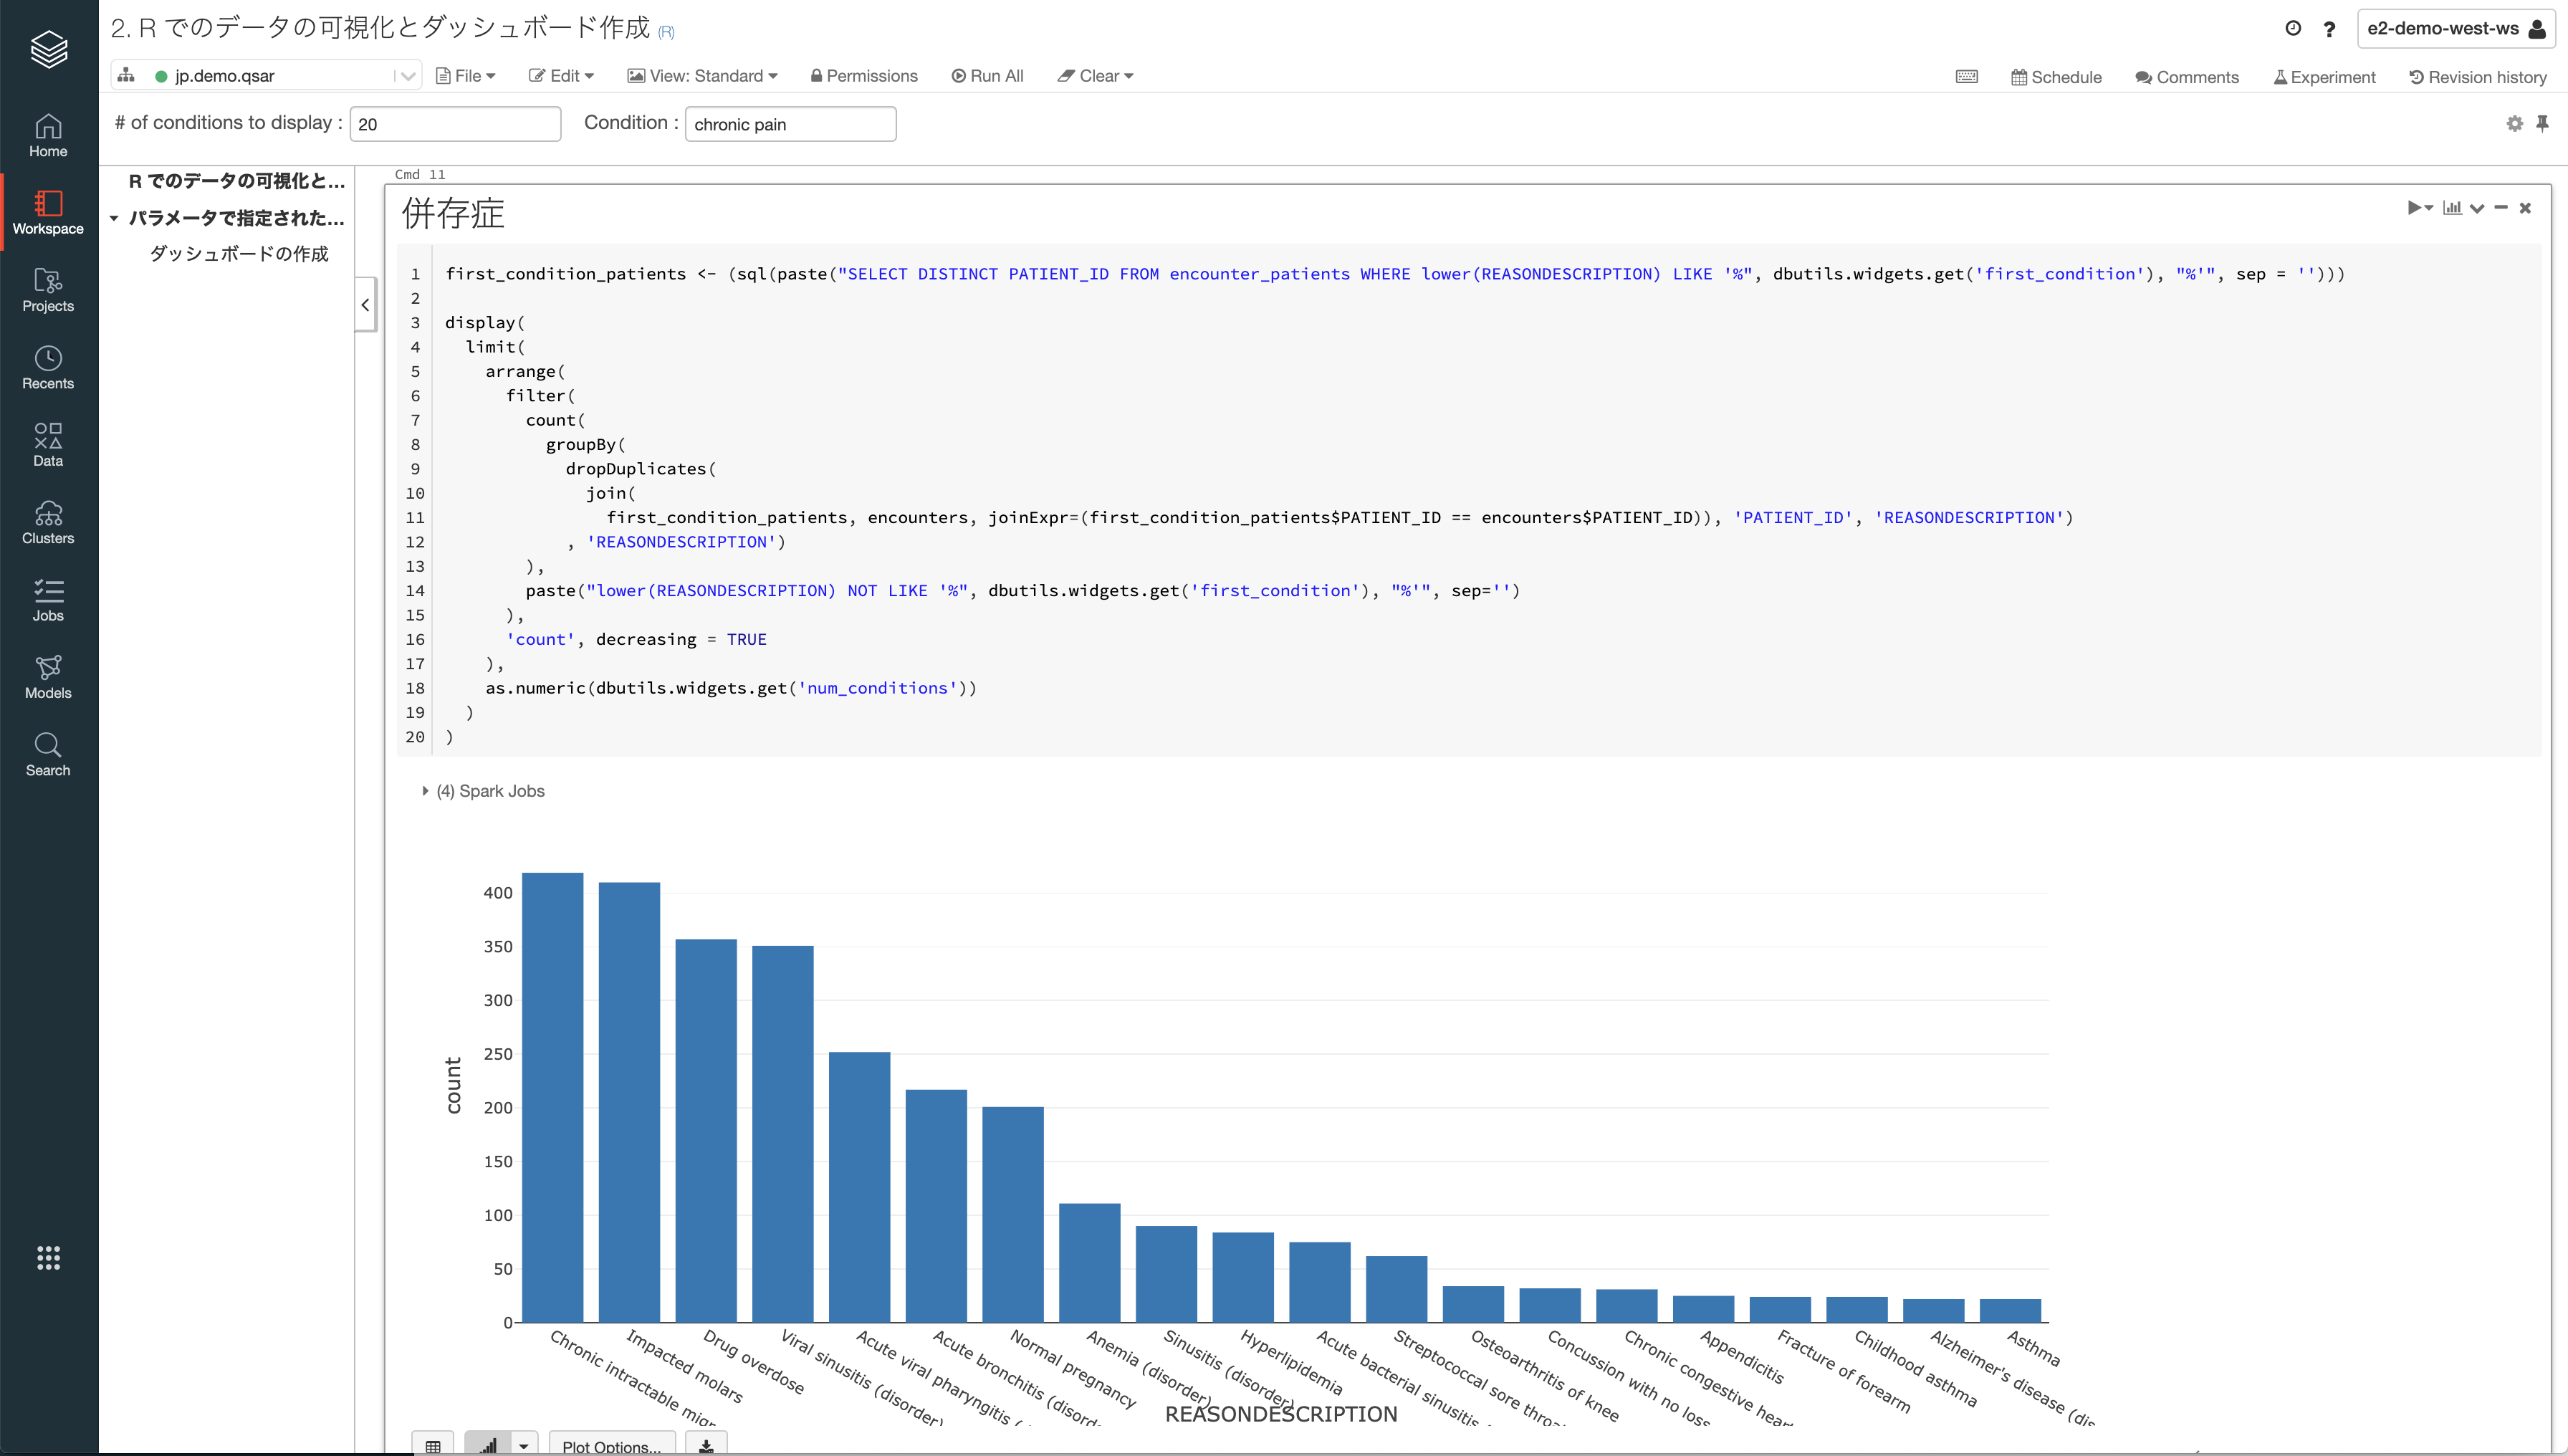 2. R でのデータの可視化とダッシュボード作成 (R)
e2-demo-west-ws
jp.demo.qsar
File
Edit
View: Standard
Permissions
Run All
Clear
Schedule
Comments
Experiment
Revision history
# of conditions to display : 20
Condition : chronic pain
Home
Workspace
Projects
Recents
Data
Clusters
Jobs
Models
Search
R でのデータの可視化と...
パラメータで指定された...
ダッシュボードの作成
Cmd 11
併存症
1 first_condition_patients <- (sql(paste("SELECT DISTINCT PATIENT_ID FROM encounter_patients WHERE lower(REASONDESCRIPTION) LIKE '%", dbutils.widgets.get('first_condition'), "%'", sep = '')))
2
3 display(
4 limit(
5 arrange(
6 filter(
7 count(
8 groupBy(
9 dropDuplicates(
10 join(
11 first_condition_patients, encounters, joinExpr=(first_condition_patients$PATIENT_ID == encounters$PATIENT_ID)), 'PATIENT_ID', 'REASONDESCRIPTION')
12 , 'REASONDESCRIPTION')
13 ),
14 paste("lower(REASONDESCRIPTION) NOT LIKE '%", dbutils.widgets.get('first_condition'), "%'", sep='')
15 ),
16 'count', decreasing = TRUE
17 ),
18 as.numeric(dbutils.widgets.get('num_conditions'))
19 )
20 )
(4) Spark Jobs
400
350
300
250
200
150
100
50
0
count
Chronic intractable migr
Impacted molars
Drug overdose
Viral sinusitis (disorder)
Acute viral pharyngitis (
Acute bronchitis (disord
Normal pregnancy
Anemia (disorder)
Sinusitis (disorder)
Hyperlipidemia
Acute bacterial sinusitis
Streptococcal sore throa
Osteoarthritis of knee
Concussion with no loss
Chronic congestive hear
Appendicitis
Fracture of forearm
Childhood asthma
Alzheimer's disease (dis
Asthma
REASONDESCRIPTION
Plot Options...